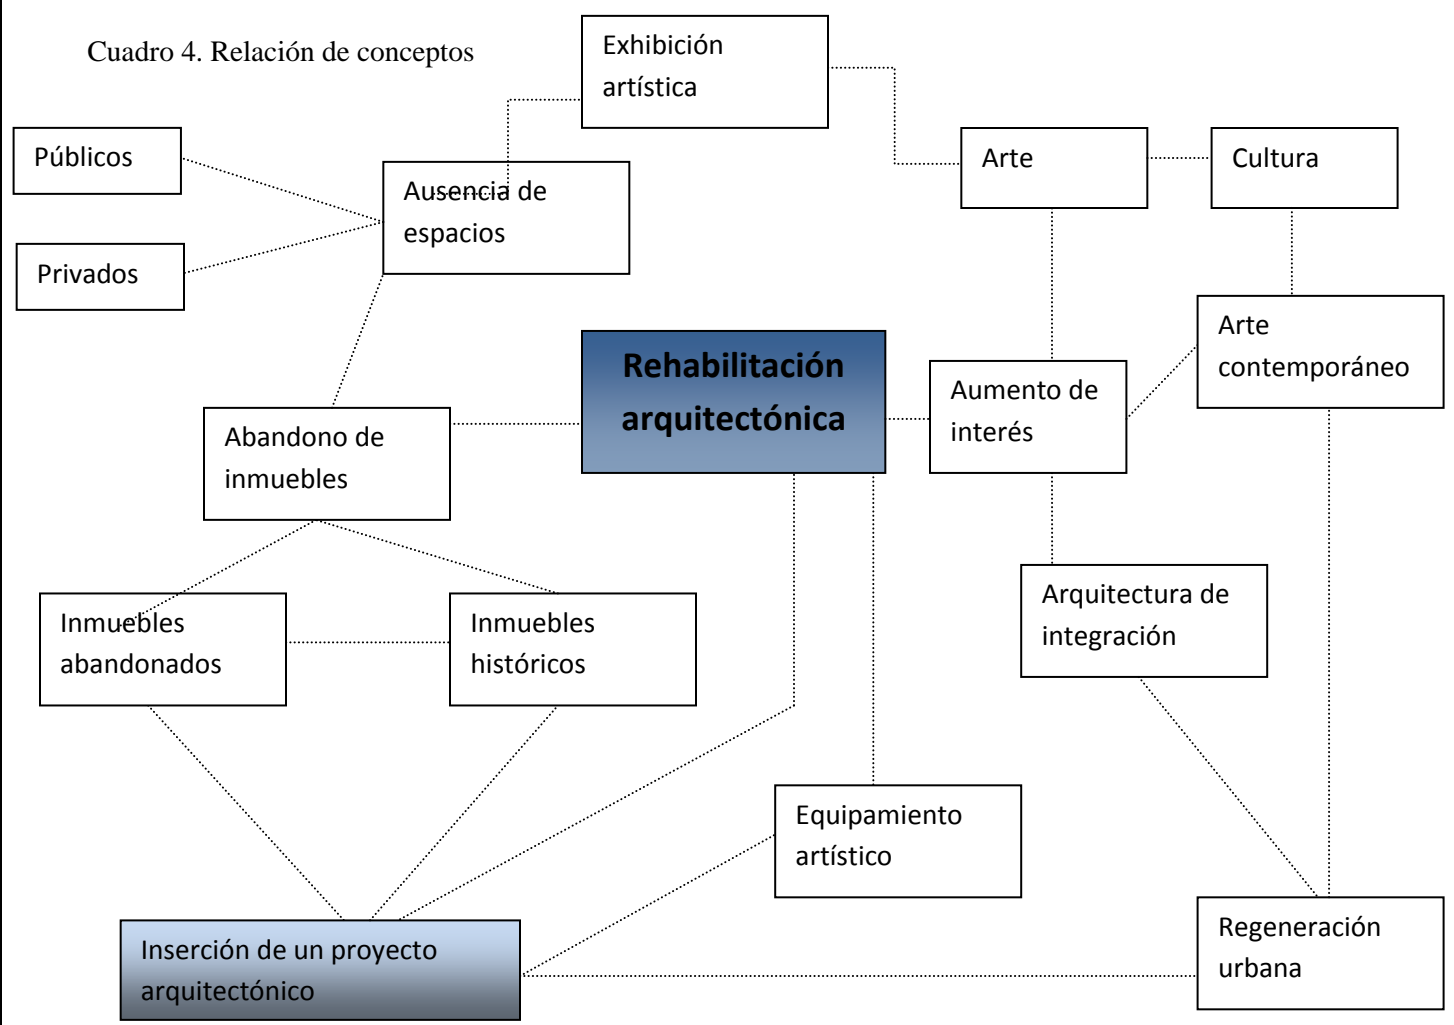 Cuadro 4. Relación de conceptos
Exhibición
artística
Públicos
Arte
Cultura
Ausencia de
espacios
Privados
Arte
contemporáneo
Rehabilitación
arquitectónica
Aumento de
interés
Abandono de
inmuebles
Inmuebles
abandonados
Inmuebles
históricos
Arquitectura de
integración
Equipamiento
artístico
Regeneración
urbana
Inserción de un proyecto
arquitectónico